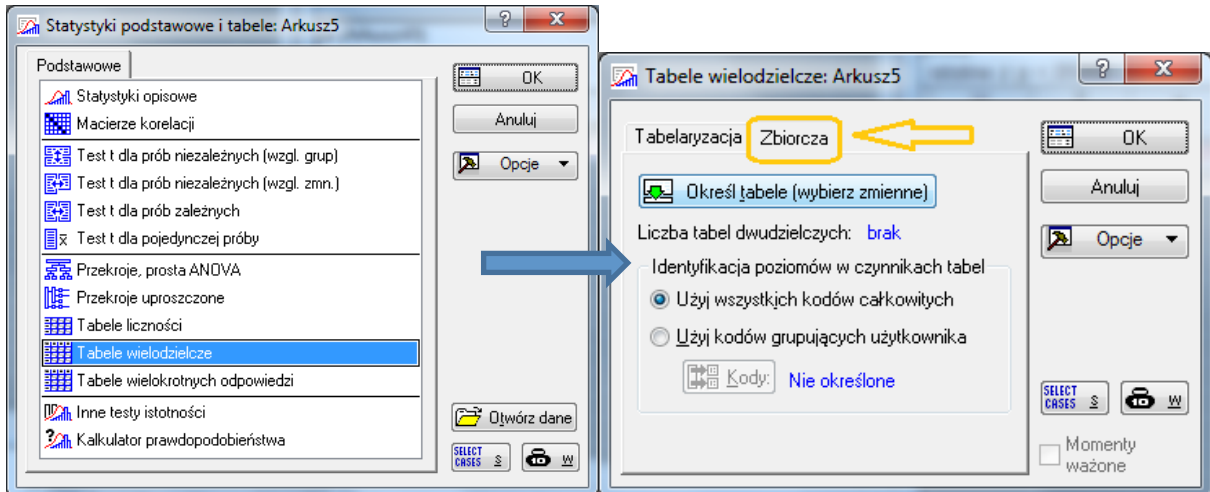 Statystyki podstawowe i tabele: Arkusz5
Podstawowe
Statystyki opisowe
Macierze korelacji
Test t dla prób niezależnych (wzgl. grup)
Test t dla prób niezależnych (wzgl. zmn.)
Test t dla prób zależnych
Test t dla pojedynczej próby
Przekroje, prosta ANOVA
Przekroje uproszczone
Tabele liczności
Tabele wielodzielcze
Tabele wielokrotnych odpowiedzi
Inne testy istotności
Kalkulator prawdopodobieństwa
OK
Anuluj
Opcje
Otwórz dane
SELECT CASES S W
Tabele wielodzielcze: Arkusz5
Tabelaryzacja Zbiorcza
Określ tabele (wybierz zmienne)
Liczba tabel dwudzielczych: brak
Identyfikacja poziomów w czynnikach tabel
Użyj wszystkich kodów całkowitych
Użyj kodów grupujących użytkownika
Kody: Nie określone
OK
Anuluj
Opcje
SELECT CASES S W
Momenty
ważone